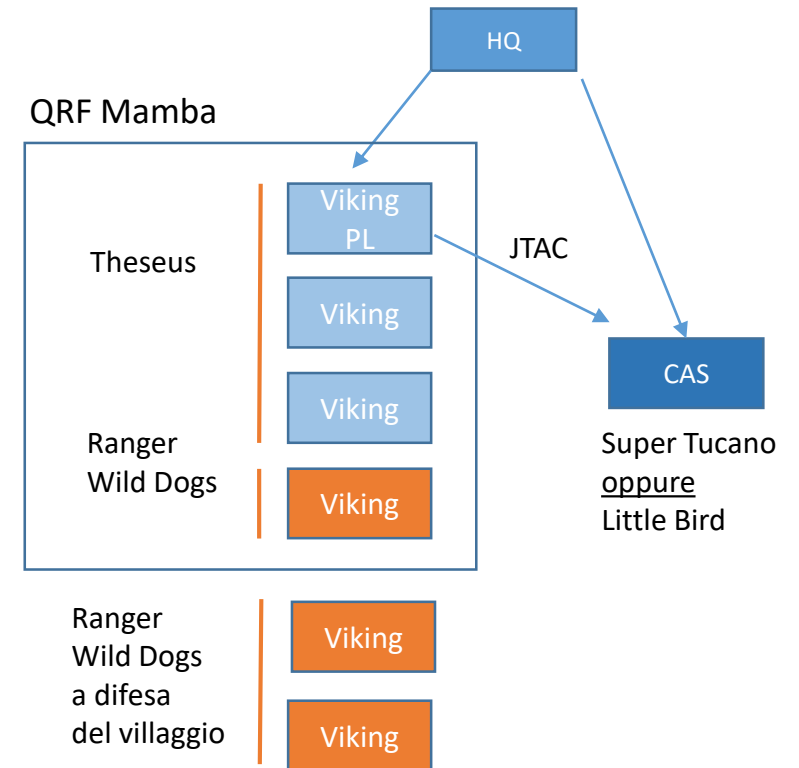 HQ
QRF Mamba
Viking
PL
Theseus
JTAC
Viking
CAS
Viking
Ranger
Wild Dogs
Super Tucano
oppure
Little Bird
Viking
Ranger
Wild Dogs
a difesa
del villaggio
Viking
Viking